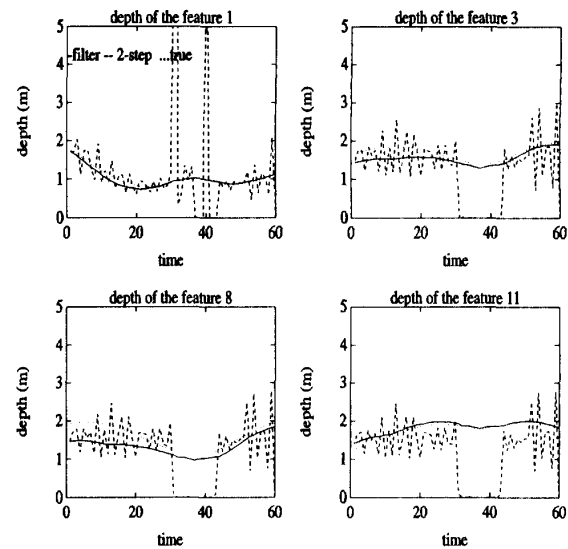 depth of the feature 1
5
4
3
2
1
0
-filter -- 2-step ...true
depth (m)
0 20 40 60
time
depth of the feature 3
5
4
3
2
1
0
depth (m)
0 20 40 60
time
depth of the feature 8
5
4
3
2
1
0
depth (m)
0 20 40 60
time
depth of the feature 11
5
4
3
2
1
0
depth (m)
0 20 40 60
time